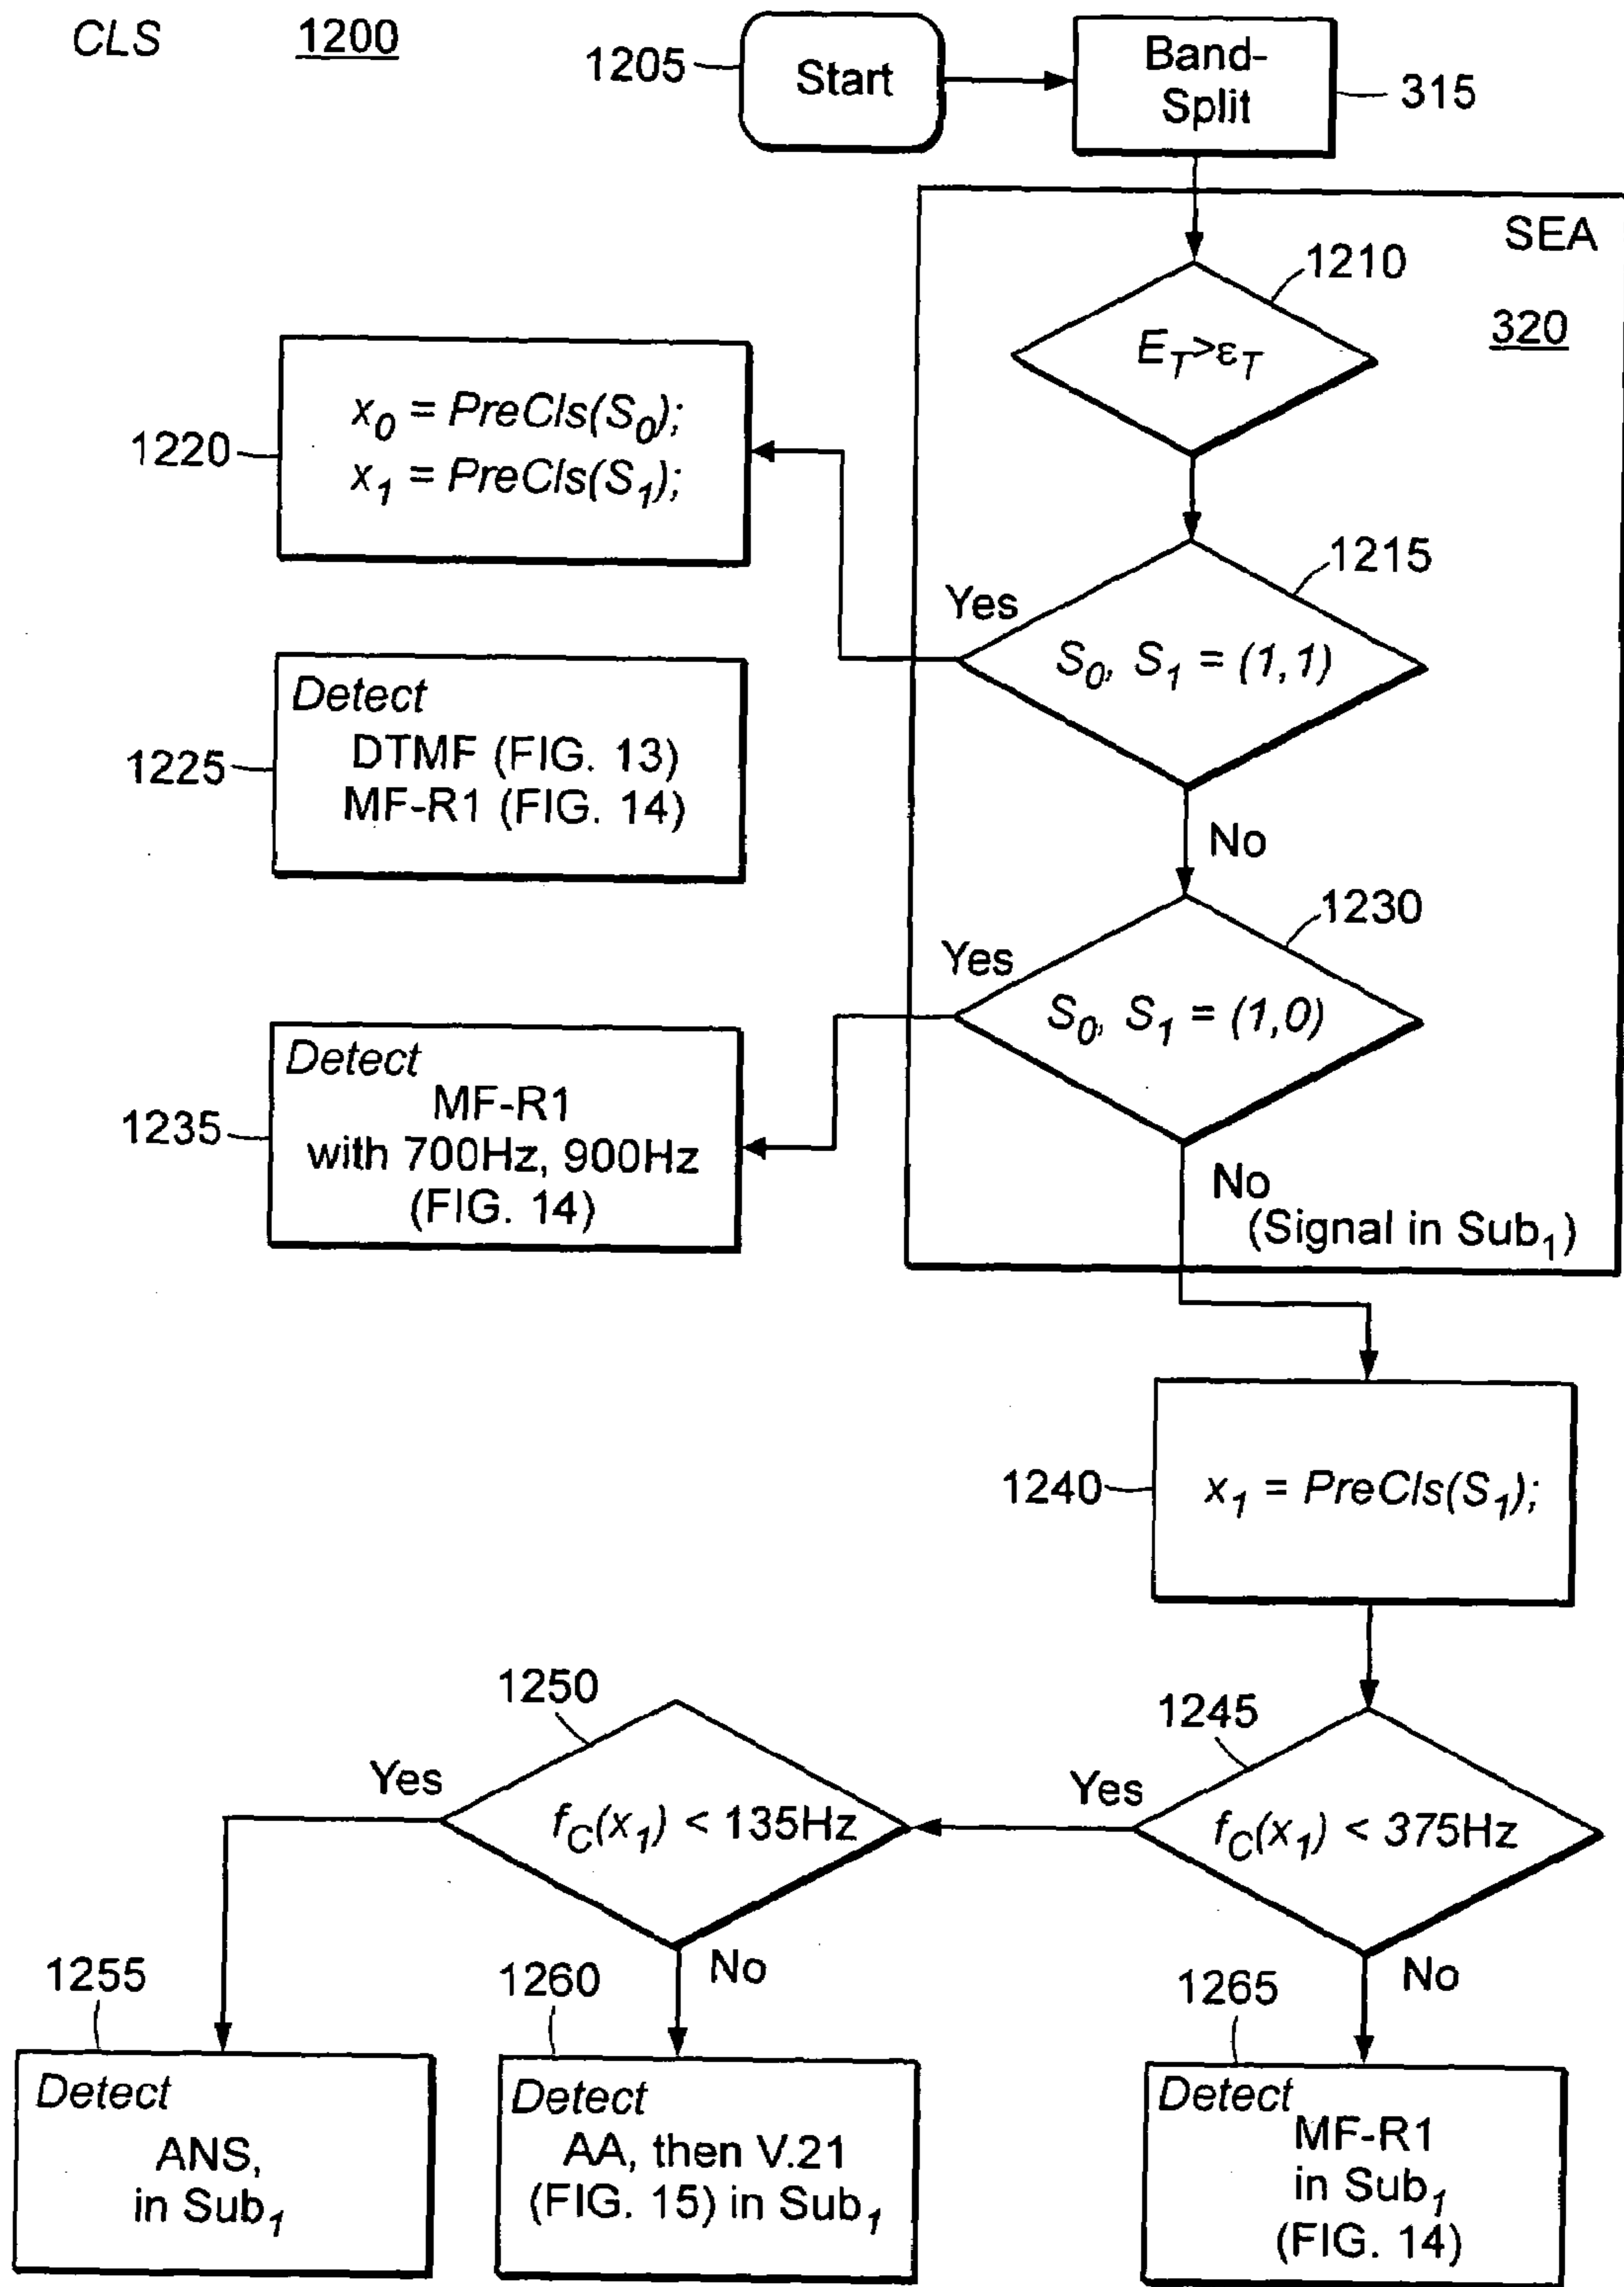 CLS 1200
1205
Start
Band-
Split
315
SEA
320
1210
E_T>ε_T
1220
x_0 = PreCls(S_0);
x_1 = PreCls(S_1);
1215
Yes
S_0, S_1 = (1,1)
No
1225
Detect
DTMF (FIG. 13)
MF-R1 (FIG. 14)
1230
Yes
S_0, S_1 = (1,0)
No
(Signal in Sub_1)
1235
Detect
MF-R1
with 700Hz, 900Hz
(FIG. 14)
1240
x_1 = PreCls(S_1);
1250
Yes
f_C(x_1) < 135Hz
No
1245
Yes
f_C(x_1) < 375Hz
No
1255
Detect
ANS,
in Sub_1
1260
Detect
AA, then V.21
(FIG. 15) in Sub_1
1265
Detect
MF-R1
in Sub_1
(FIG. 14)